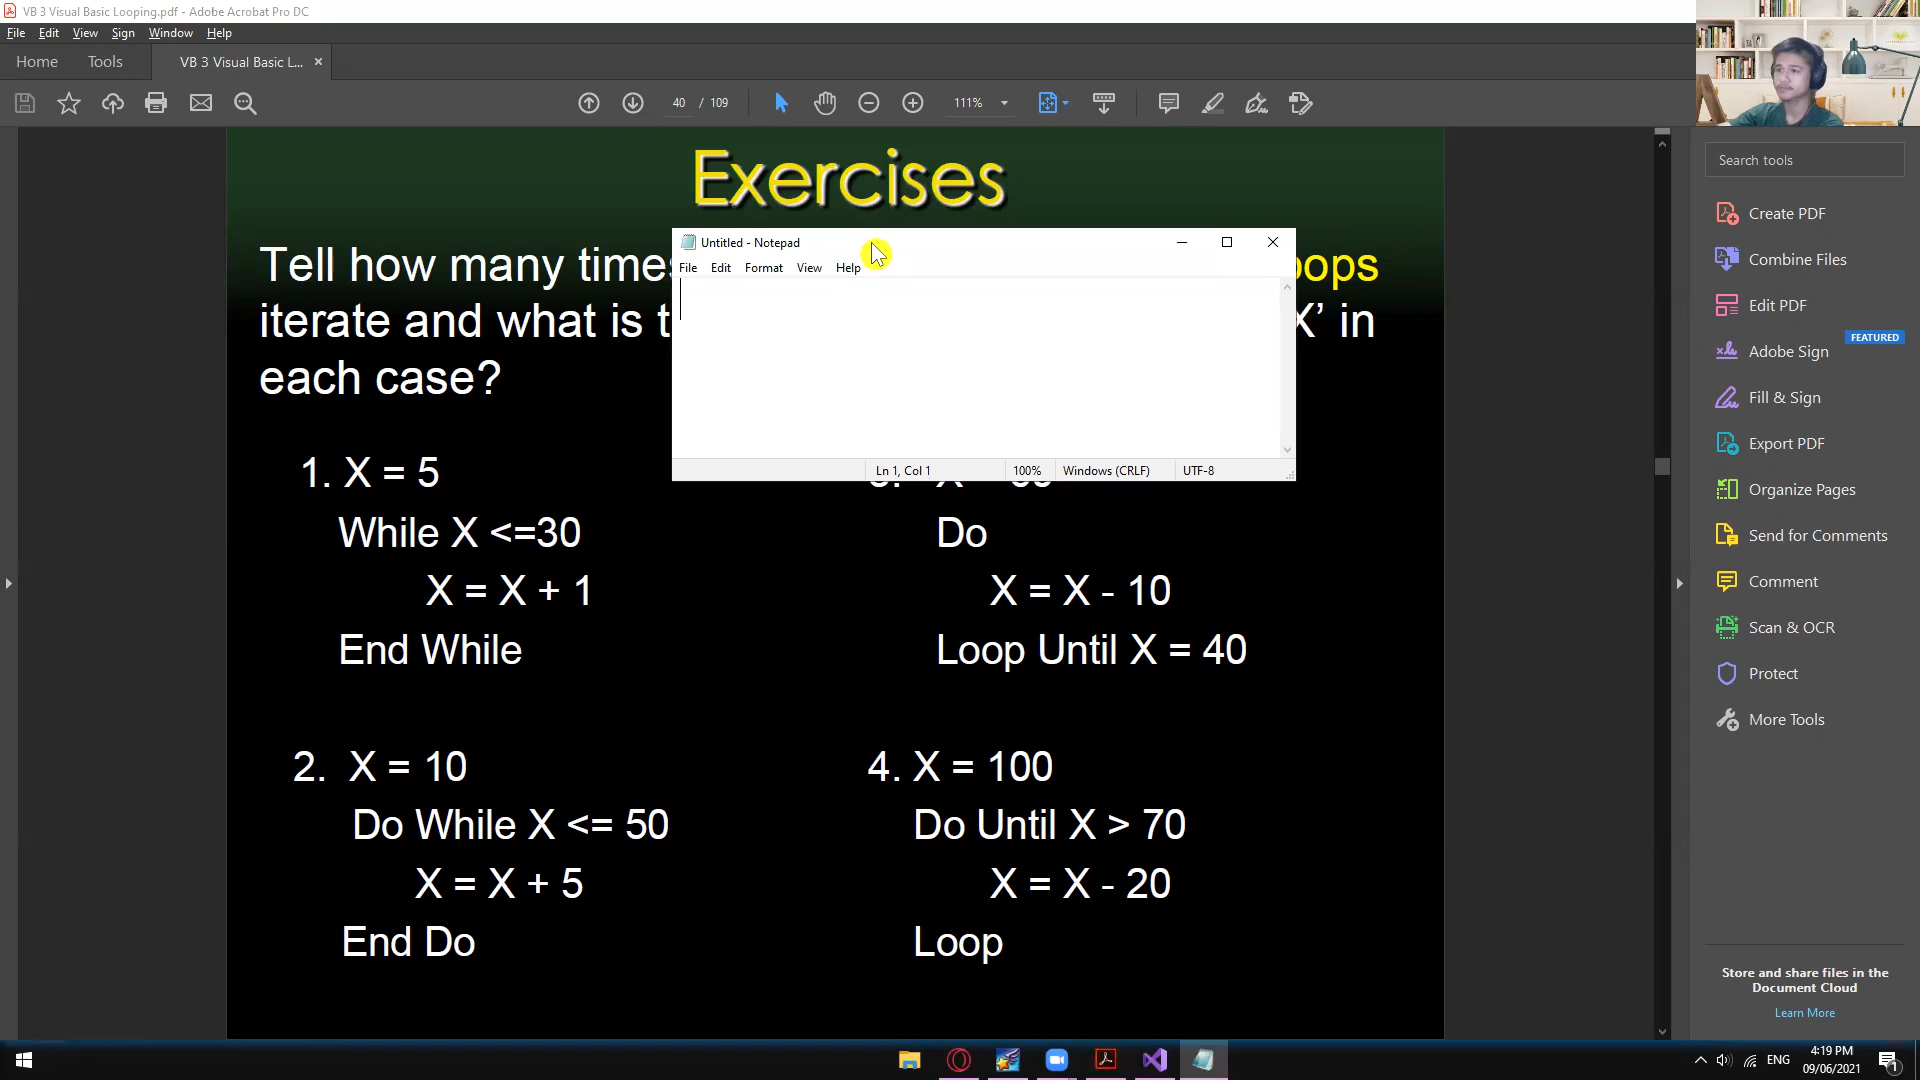 VB 3 Visual Basic Looping.pdf - Adobe Acrobat Pro DC
File Edit View Sign Window Help
Home Tools VB 3 Visual Basic L... ×
40 / 109 111%
Search tools
Exercises
Tell how many times oops
iterate and what is t X’ in
each case?
Untitled - Notepad
File Edit Format View Help
Ln 1, Col 1 100% Windows (CRLF) UTF-8
1. X = 5
While X <=30
X = X + 1
End While
2. X = 10
Do While X <= 50
X = X + 5
End Do
Do
X = X - 10
Loop Until X = 40
4. X = 100
Do Until X > 70
X = X - 20
Loop
Create PDF
Combine Files
Edit PDF
FEATURED
Adobe Sign
Fill & Sign
Export PDF
Organize Pages
Send for Comments
Comment
Scan & OCR
Protect
More Tools
Store and share files in the
Document Cloud
Learn More
ENG
4:19 PM
09/06/2021
1